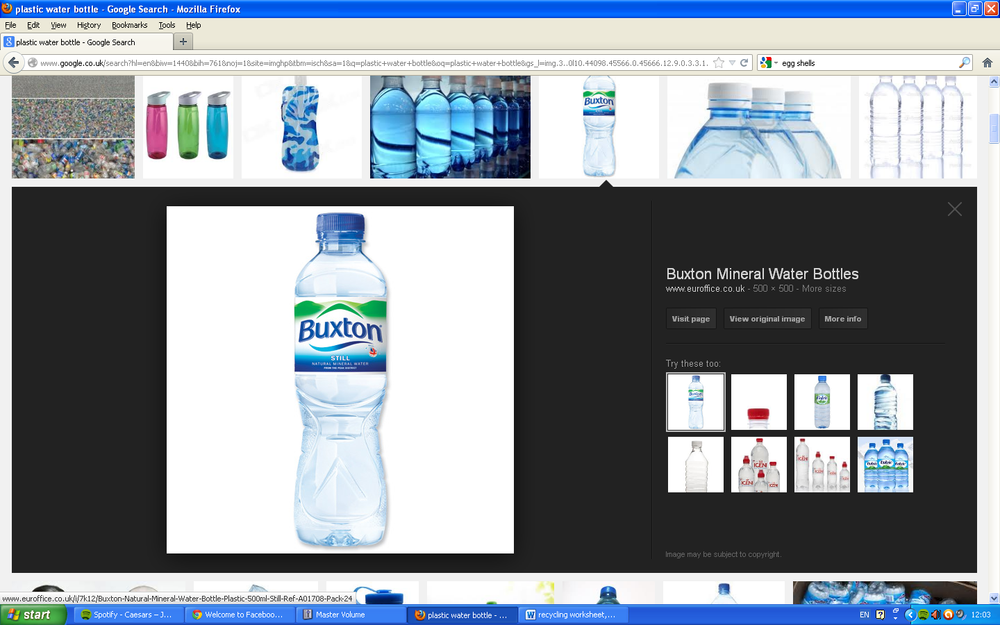 plastic water bottle - Google Search - Mozilla Firefox
File Edit View History Bookmarks Tools Help
plastic water bottle - Google Search
www.google.co.uk/search?hl=en&biw=1440&bih=761&noj=1&site=imghp&tbm=isch&sa=1&q=plastic+water+bottle&oq=plastic+water+bottle&gs_l=img.3..0l10.44098.45566.0.45666.12.9.0.3.3.1.
egg shells
Buxton
Buxton
STILL
NATURAL MINERAL WATER
FROM THE PEAK DISTRICT
Buxton Mineral Water Bottles
www.euroffice.co.uk - 500 × 500 - More sizes
Visit page View original image More info
Try these too:
Buxton
Volvic
ICENI
ICENI
Volvic
Image may be subject to copyright.
www.euroffice.co.uk/i/7k12/Buxton-Natural-Mineral-Water-Bottle-Plastic-500ml-Still-Ref-A01708-Pack-24
start
Spotify - Caesars – J...
Welcome to Faceboo...
Master Volume
plastic water bottle - ...
recycling worksheet,...
EN
12:03